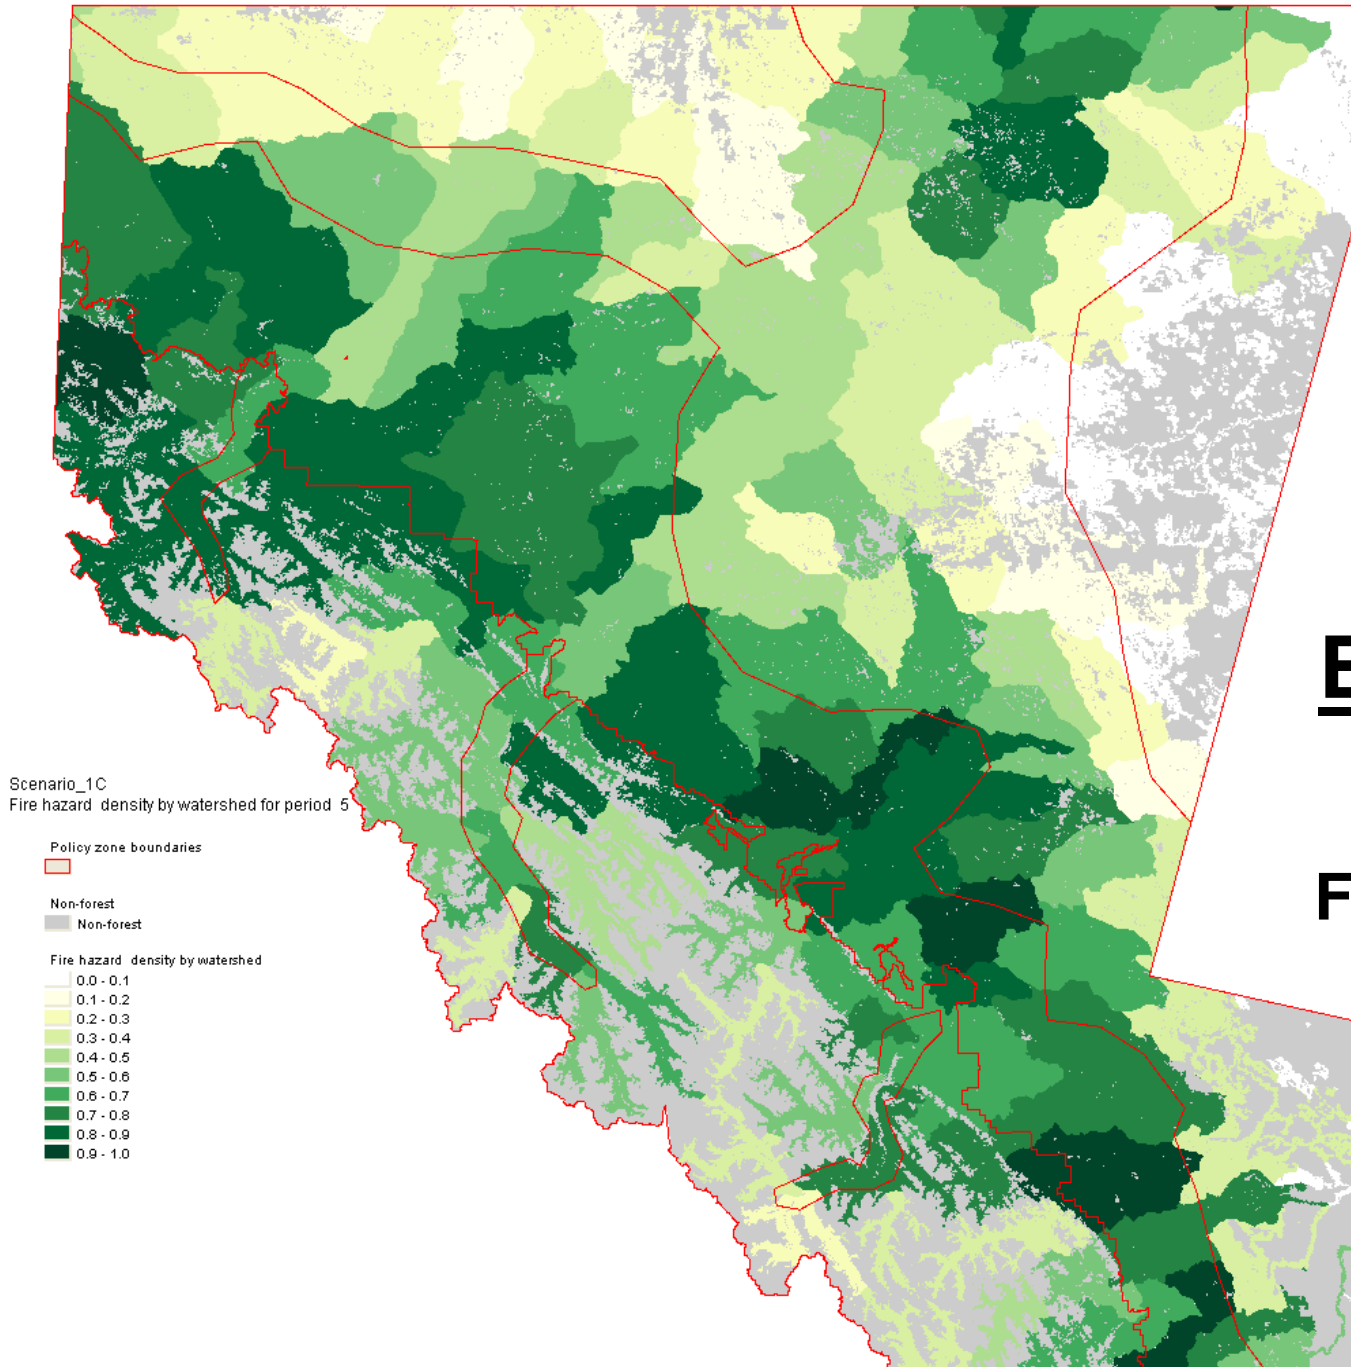 Scenario_1C
Fire hazard density by watershed for period 5
Policy zone boundaries
Non-forest
Non-forest
Fire hazard density by watershed
0.0 - 0.1
0.1 - 0.2
0.2 - 0.3
0.3 - 0.4
0.4 - 0.5
0.5 - 0.6
0.6 - 0.7
0.7 - 0.8
0.8 - 0.9
0.9 - 1.0
F